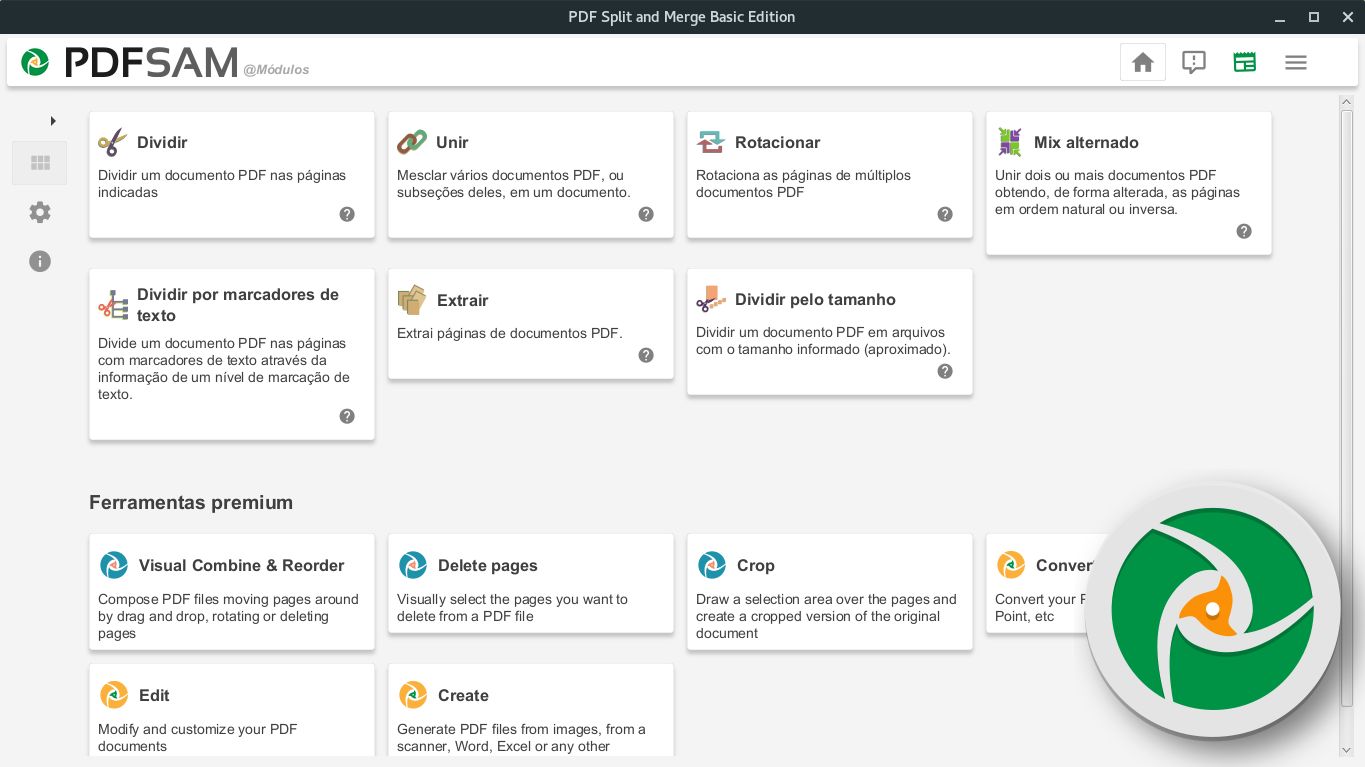 PDF Split and Merge Basic Edition
PDFSAM @Módulos
Dividir
Dividir um documento PDF nas páginas
indicadas
Unir
Mesclar vários documentos PDF, ou
subseções deles, em um documento.
Rotacionar
Rotaciona as páginas de múltiplos
documentos PDF
Mix alternado
Unir dois ou mais documentos PDF
obtendo, de forma alterada, as páginas
em ordem natural ou inversa.
Dividir por marcadores de
texto
Divide um documento PDF nas páginas
com marcadores de texto através da
informação de um nível de marcação de
texto.
Extrair
Extrai páginas de documentos PDF.
Dividir pelo tamanho
Dividir um documento PDF em arquivos
com o tamanho informado (aproximado).
Ferramentas premium
Visual Combine & Reorder
Compose PDF files moving pages around
by drag and drop, rotating or deleting
pages
Delete pages
Visually select the pages you want to
delete from a PDF file
Crop
Draw a selection area over the pages and
create a cropped version of the original
document
Convert
Convert your
Point, etc
Edit
Modify and customize your PDF
documents
Create
Generate PDF files from images, from a
scanner, Word, Excel or any other